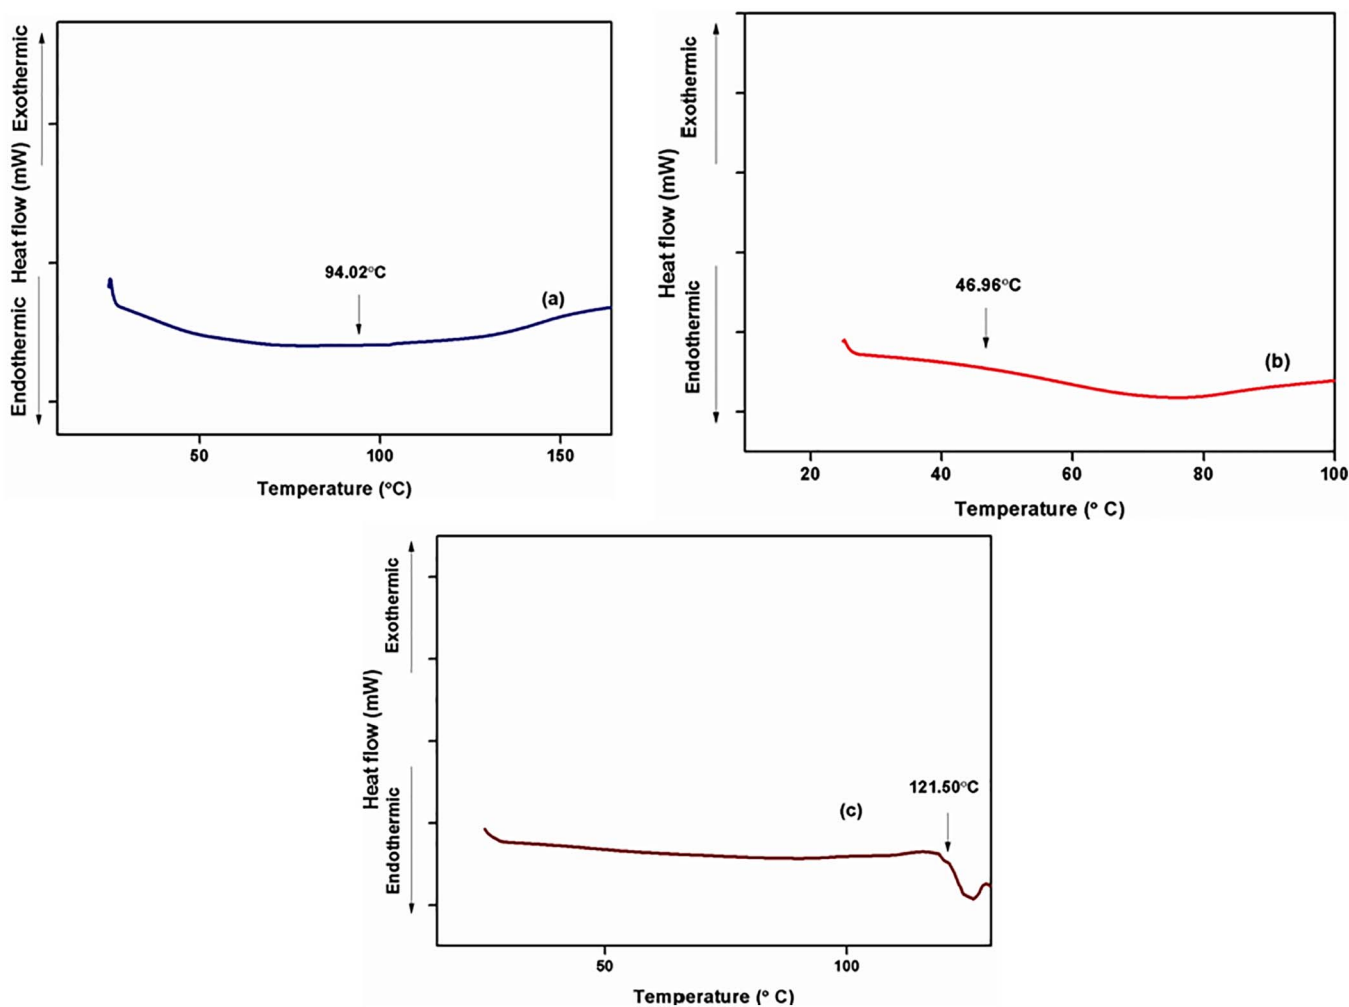 Exothermic
Heat flow (mW)
Endothermic
94.02°C
(a)
50
100
150
Temperature (°C)
Exothermic
Heat flow (mW)
Endothermic
46.96°C
(b)
20
40
60
80
100
Temperature (° C)
Exothermic
Heat flow (mW)
Endothermic
121.50°C
(c)
50
100
Temperature (° C)